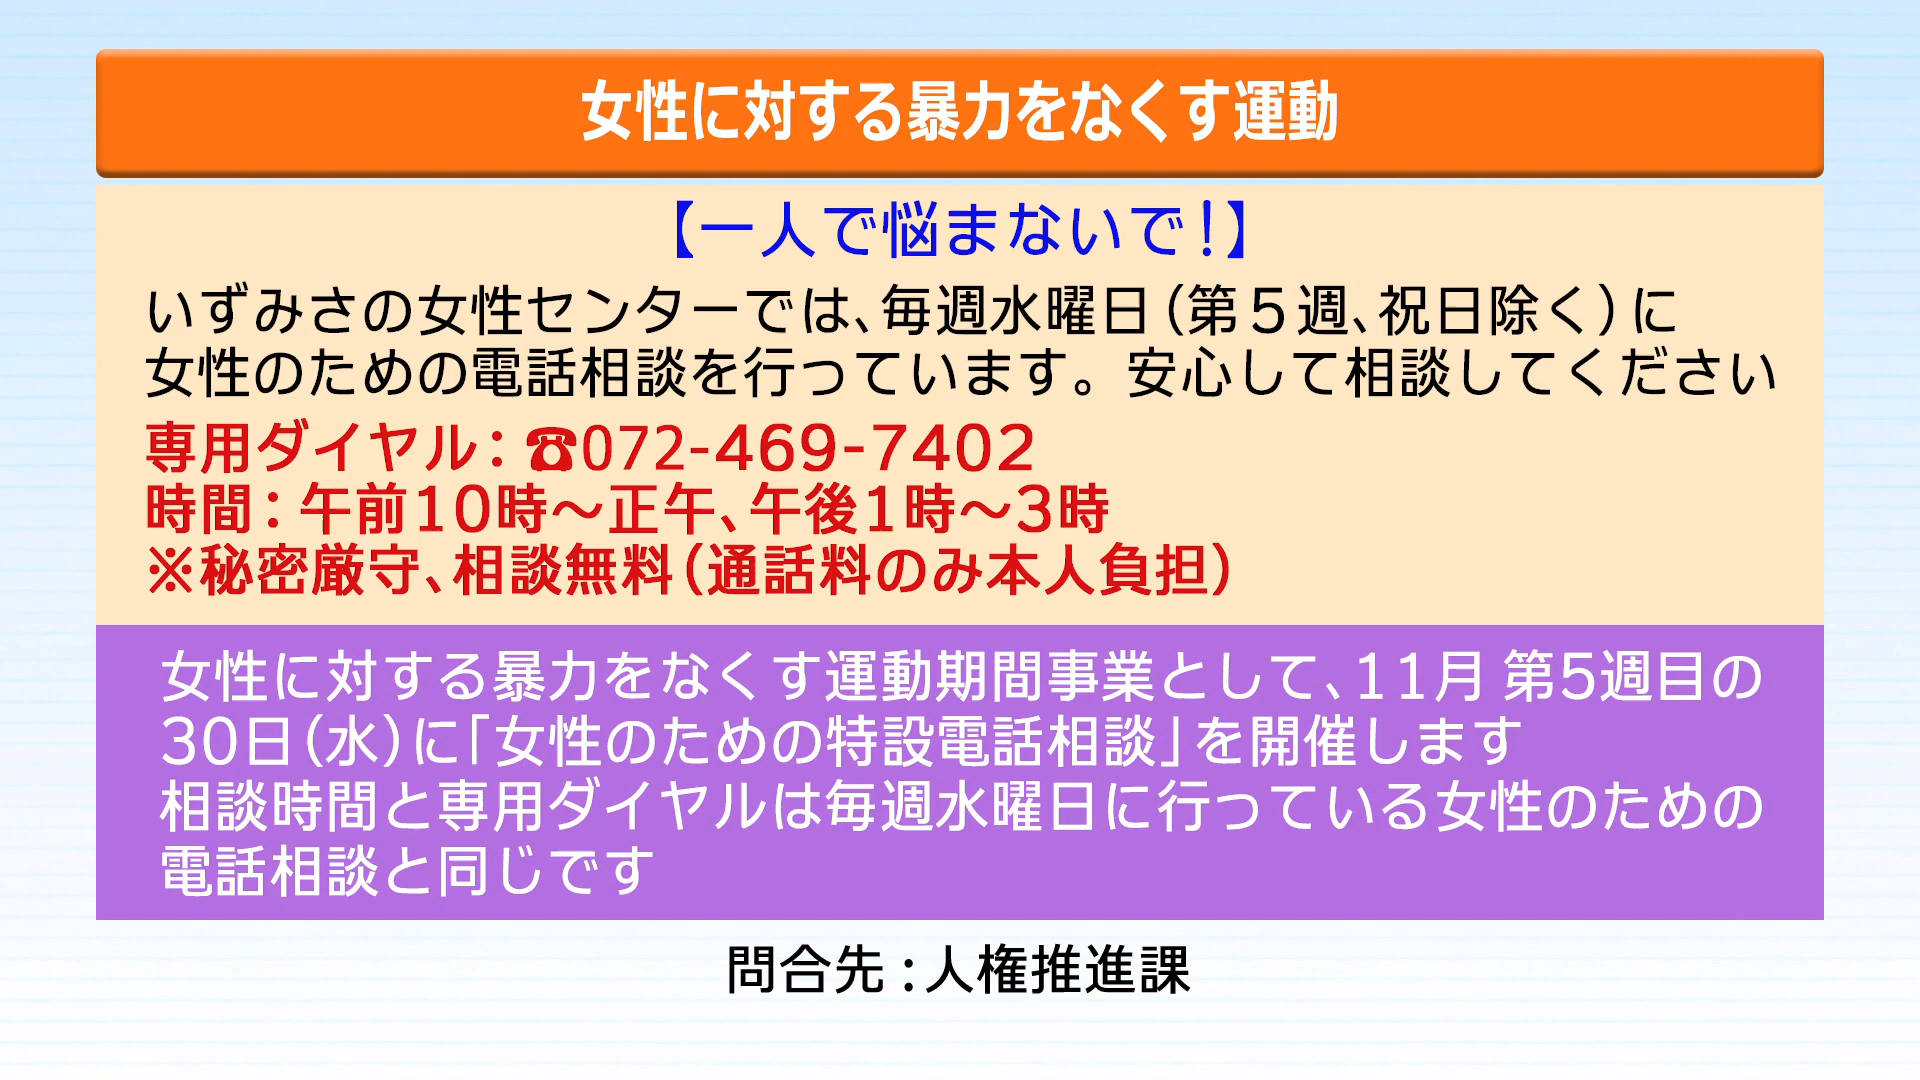 女性に対する暴力をなくす運動
【一人で悩まないで！】
いずみさの女性センターでは、毎週水曜日（第５週、祝日除く）に
女性のための電話相談を行っています。安心して相談してください
専用ダイヤル：☎072-469-7402
時間：午前10時～正午、午後1時～3時
※秘密厳守、相談無料（通話料のみ本人負担）
女性に対する暴力をなくす運動期間事業として、11月 第5週目の
30日（水）に「女性のための特設電話相談」を開催します
相談時間と専用ダイヤルは毎週水曜日に行っている女性のための
電話相談と同じです
問合先：人権推進課